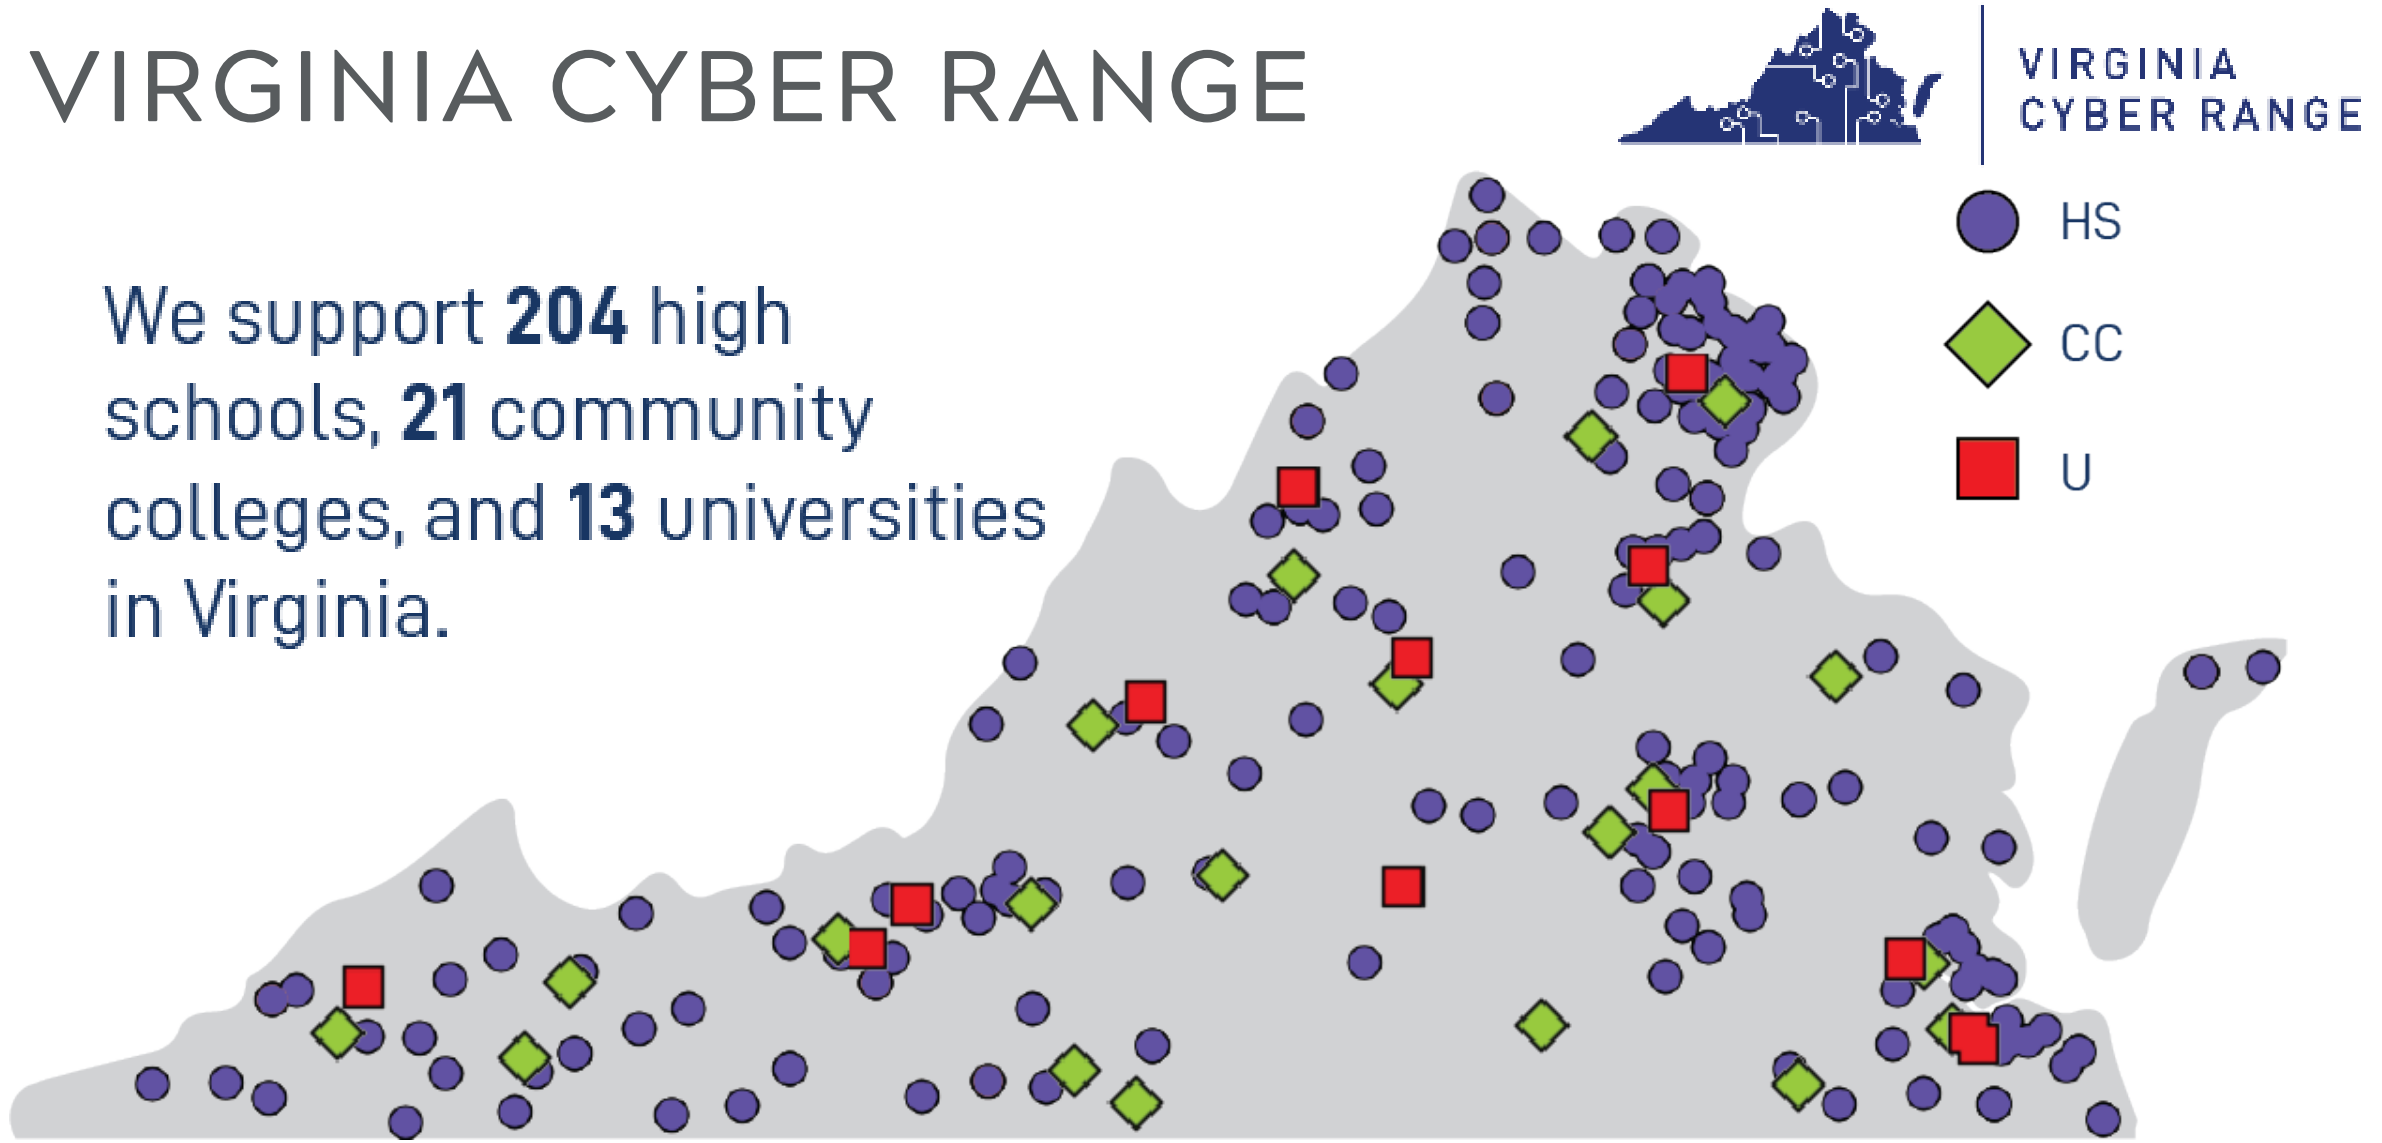 VIRGINIA CYBER RANGE
VIRGINIA
CYBER RANGE
We support 204 high
schools, 21 community
colleges, and 13 universities
in Virginia.
HS
CC
U